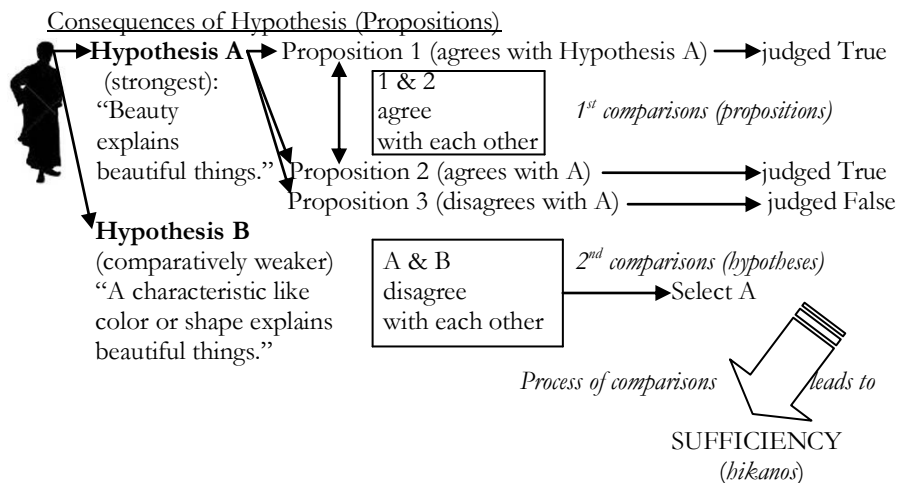 Consequences of Hypothesis (Propositions)
Hypothesis A
(strongest):
“Beauty
explains
beautiful things.”
Proposition 1 (agrees with Hypothesis A)
judged True
1 & 2
agree
with each other
1st comparisons (propositions)
Proposition 2 (agrees with A)
judged True
Proposition 3 (disagrees with A)
judged False
Hypothesis B
(comparatively weaker)
“A characteristic like
color or shape explains
beautiful things.”
A & B
disagree
with each other
2nd comparisons (hypotheses)
Select A
Process of comparisons leads to
SUFFICIENCY
(hikanos)